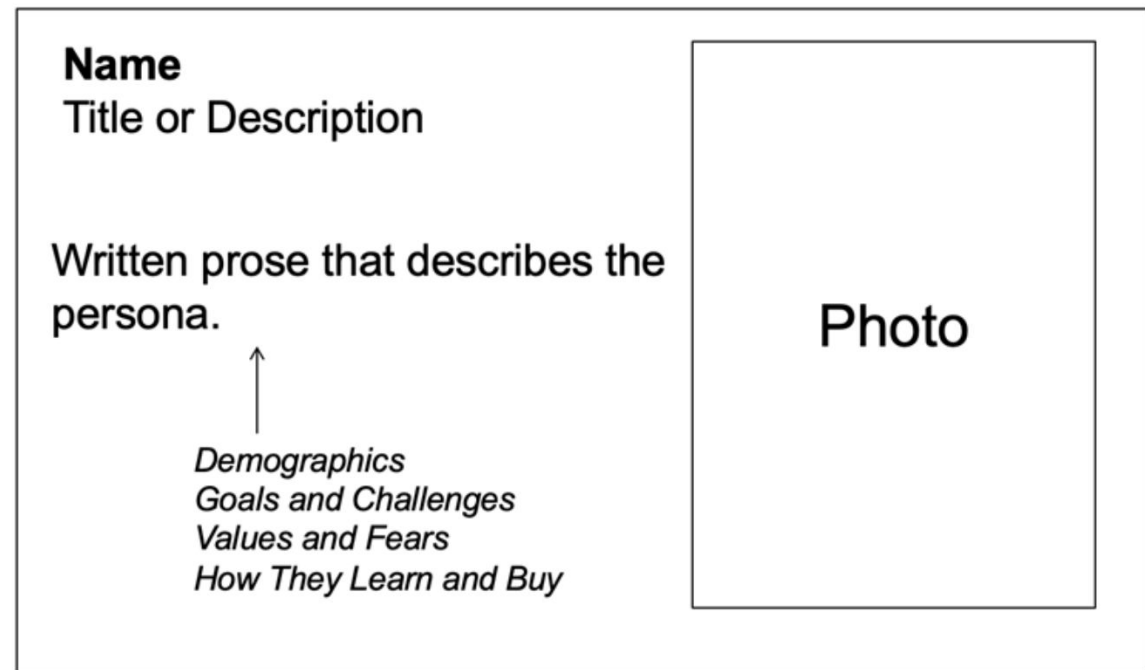 Name
Title or Description
Written prose that describes the
persona.
Demographics
Goals and Challenges
Values and Fears
How They Learn and Buy
Photo